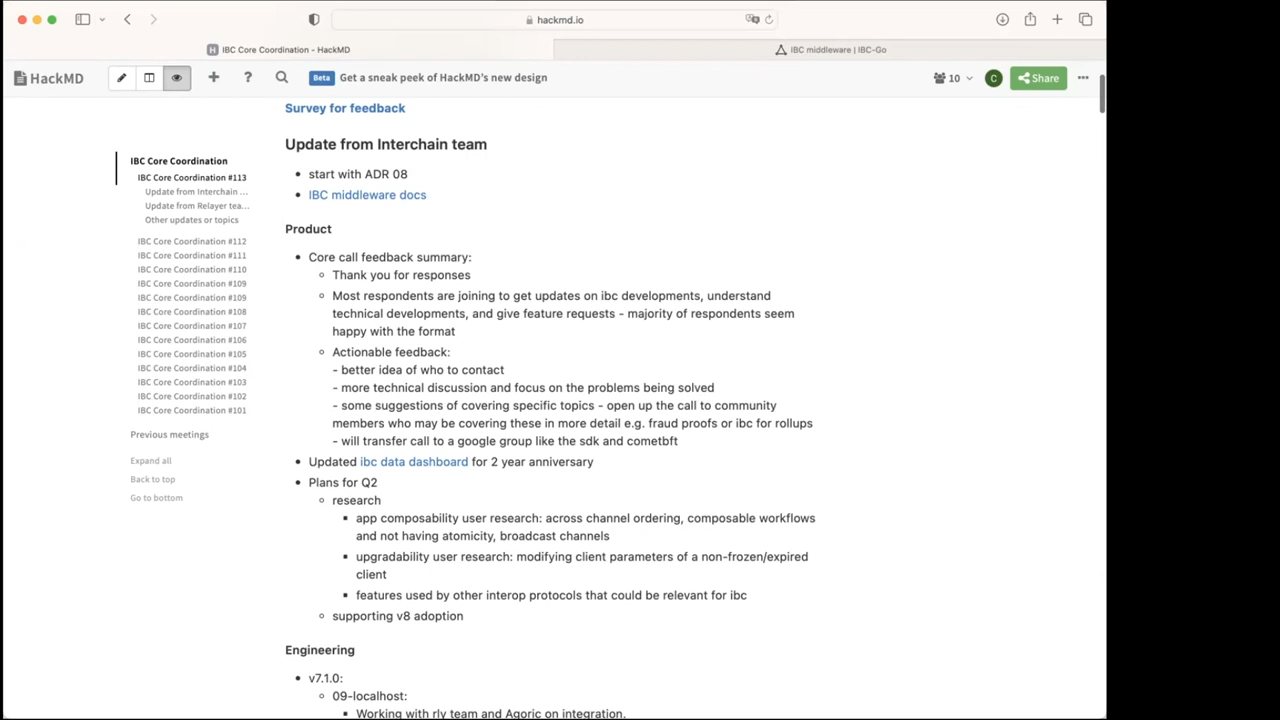 hackmd.io
IBC Core Coordination - HackMD
IBC middleware | IBC-Go
HackMD
Beta
Get a sneak peek of HackMD's new design
10
C
Share
Survey for feedback
Update from Interchain team
IBC Core Coordination
IBC Core Coordination #113
Update from Interchain ...
Update from Relayer tea...
Other updates or topics
IBC Core Coordination #112
IBC Core Coordination #111
IBC Core Coordination #110
IBC Core Coordination #109
IBC Core Coordination #109
IBC Core Coordination #108
IBC Core Coordination #107
IBC Core Coordination #106
IBC Core Coordination #105
IBC Core Coordination #104
IBC Core Coordination #103
IBC Core Coordination #102
IBC Core Coordination #101
Previous meetings
Expand all
Back to top
Go to bottom
• start with ADR 08
• IBC middleware docs
Product
• Core call feedback summary:
◦ Thank you for responses
◦ Most respondents are joining to get updates on ibc developments, understand
technical developments, and give feature requests - majority of respondents seem
happy with the format
◦ Actionable feedback:
- better idea of who to contact
- more technical discussion and focus on the problems being solved
- some suggestions of covering specific topics - open up the call to community
members who may be covering these in more detail e.g. fraud proofs or ibc for rollups
- will transfer call to a google group like the sdk and cometbft
• Updated ibc data dashboard for 2 year anniversary
• Plans for Q2
◦ research
▪ app composability user research: across channel ordering, composable workflows
and not having atomicity, broadcast channels
▪ upgradability user research: modifying client parameters of a non-frozen/expired
client
▪ features used by other interop protocols that could be relevant for ibc
◦ supporting v8 adoption
Engineering
• v7.1.0:
◦ 09-localhost:
▪ Working with rly team and Agoric on integration.